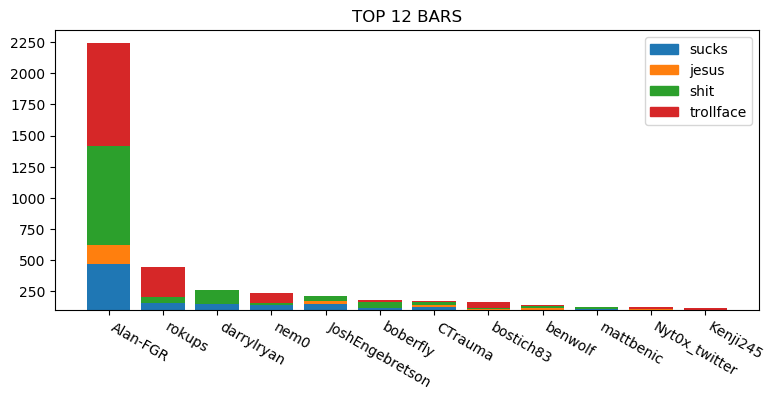 TOP 12 BARS
sucks
jesus
shit
trollface
2250
2000
1750
1500
1250
1000
750
500
250
Alan-FGR
rokups
darrylryan
nem0
JoshEngebretson
boberfly
CTrauma
bostich83
benwolf
mattbenic
Nyt0x_twitter
Kenji245